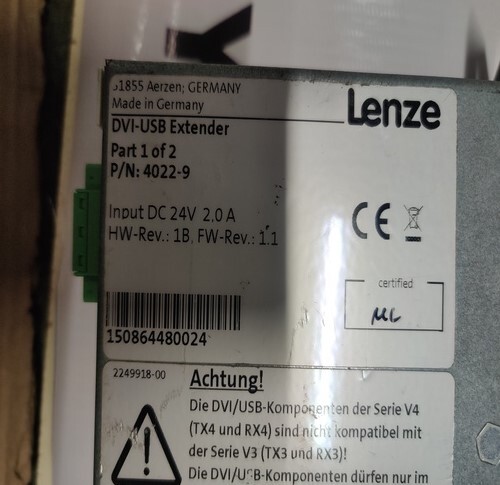 31855 Aerzen; GERMANY
Made in Germany
Lenze
DVI-USB Extender
Part 1 of 2
P/N: 4022-9
Input DC 24V 2.0 A
HW-Rev.: 1B, FW-Rev.: 1.1
CE
certified
150864480024
2249918-00
Achtung!
Die DVI/USB-Komponenten der Serie V4
(TX4 und RX4) sind nicht kompatibel mit
der Serie V3 (TX3 und RX3)!
Die DVI/USB-Komponenten dürfen nur im